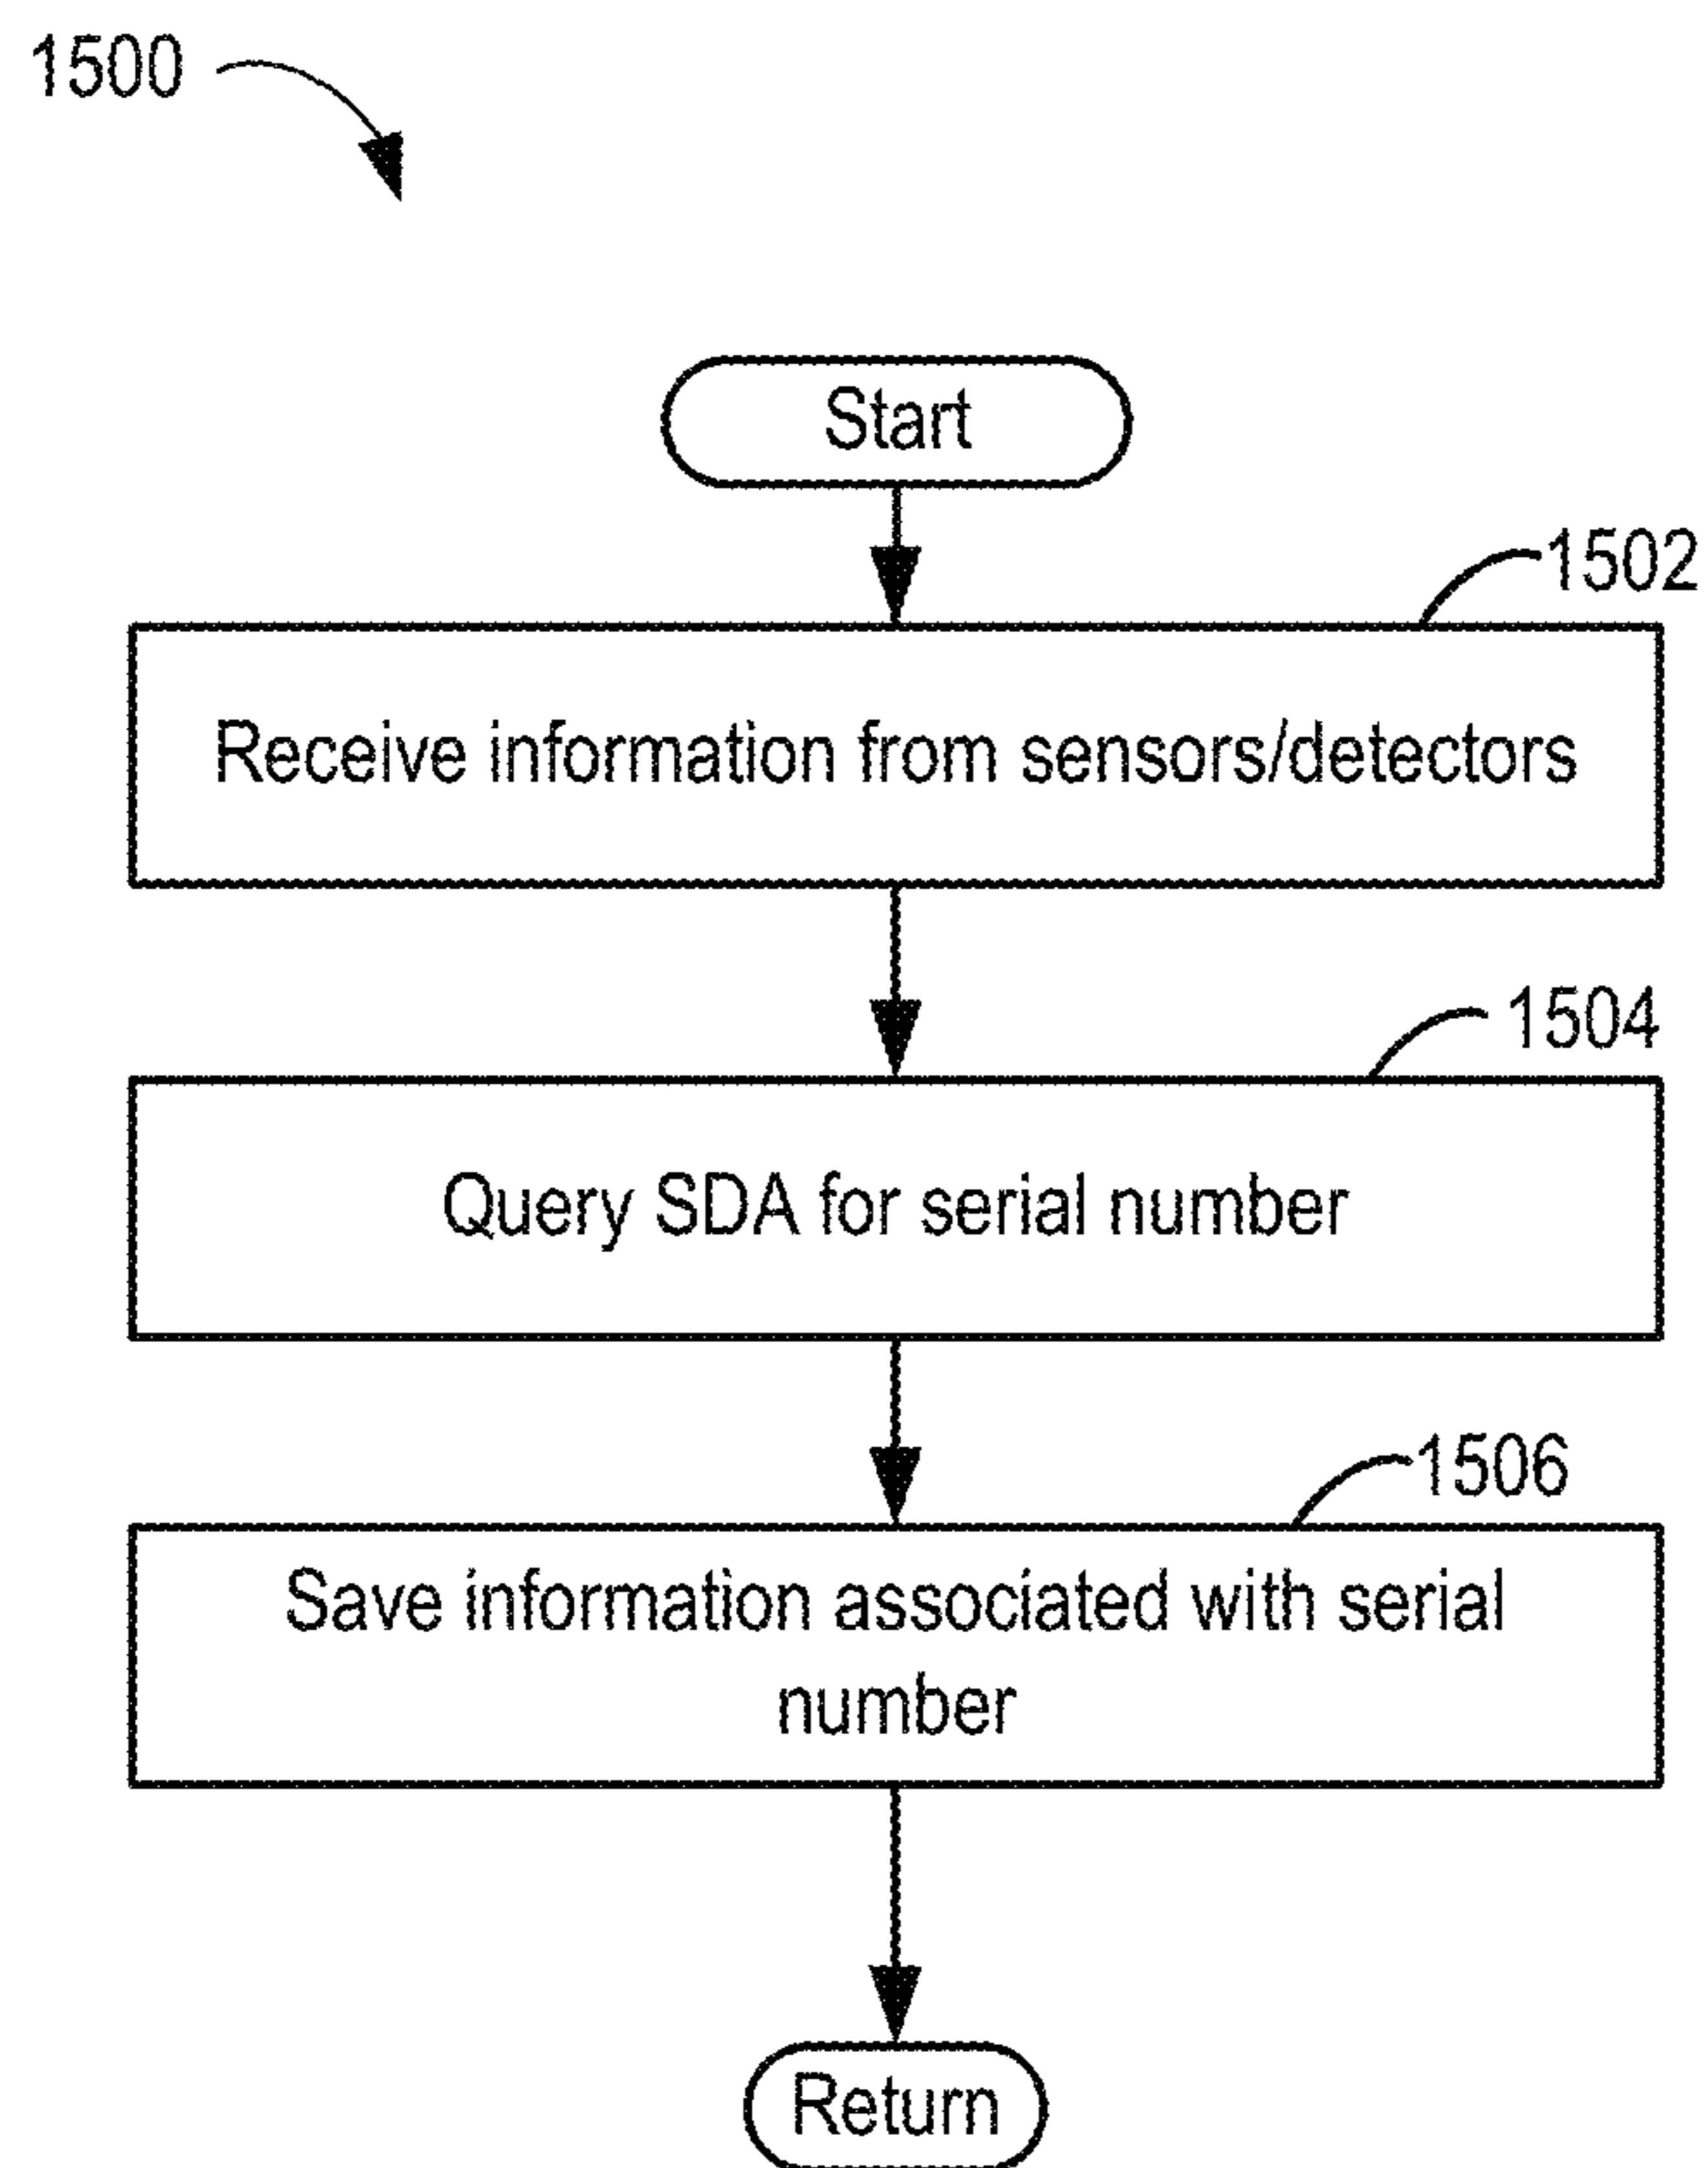 1500
Start
1502
Receive information from sensors/detectors
1504
Query SDA for serial number
1506
Save information associated with serial
number
Return